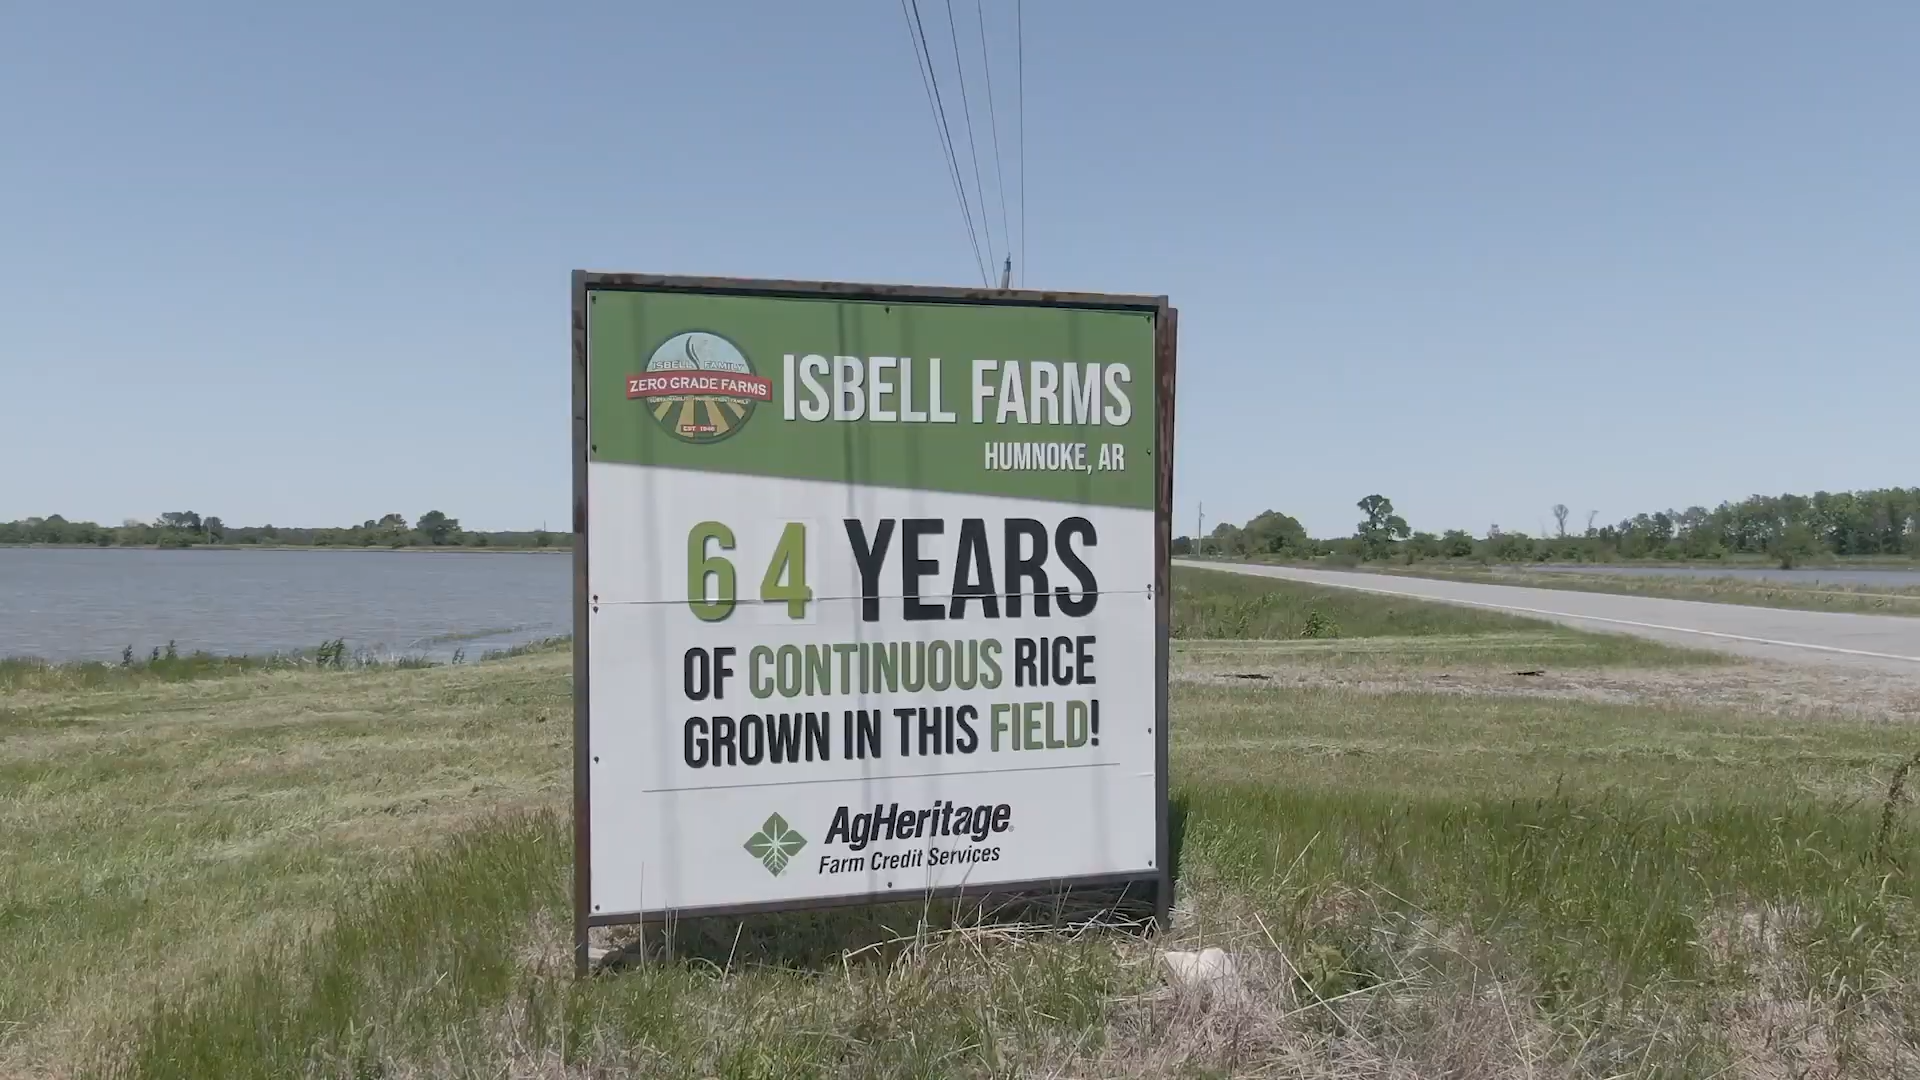 ISBELL FAMILY
ZERO GRADE FARMS
EST 1946
ISBELL FARMS
HUMNOKE, AR
64 YEARS
OF CONTINUOUS RICE
GROWN IN THIS FIELD!
AgHeritage
Farm Credit Services